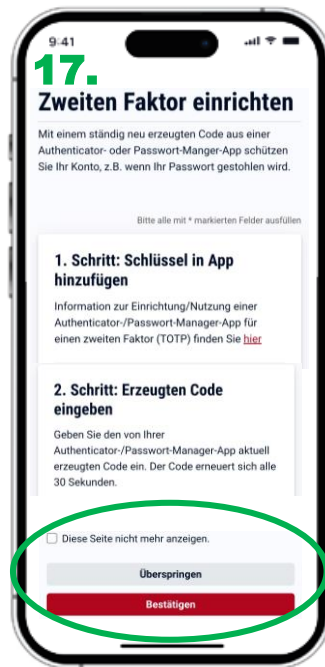 9:41
17.
Zweiten Faktor einrichten
Mit einem ständig neu erzeugten Code aus einer
Authenticator- oder Passwort-Manger-App schützen
Sie Ihr Konto, z.B. wenn Ihr Passwort gestohlen wird.
Bitte alle mit * markierten Felder ausfüllen
1. Schritt: Schlüssel in App
hinzufügen
Information zur Einrichtung/Nutzung einer
Authenticator-/Passwort-Manager-App für
einen zweiten Faktor (TOTP) finden Sie hier
2. Schritt: Erzeugten Code
eingeben
Geben Sie den von Ihrer
Authenticator-/Passwort-Manager-App aktuell
erzeugten Code ein. Der Code erneuert sich alle
30 Sekunden.
Diese Seite nicht mehr anzeigen.
Überspringen
Bestätigen